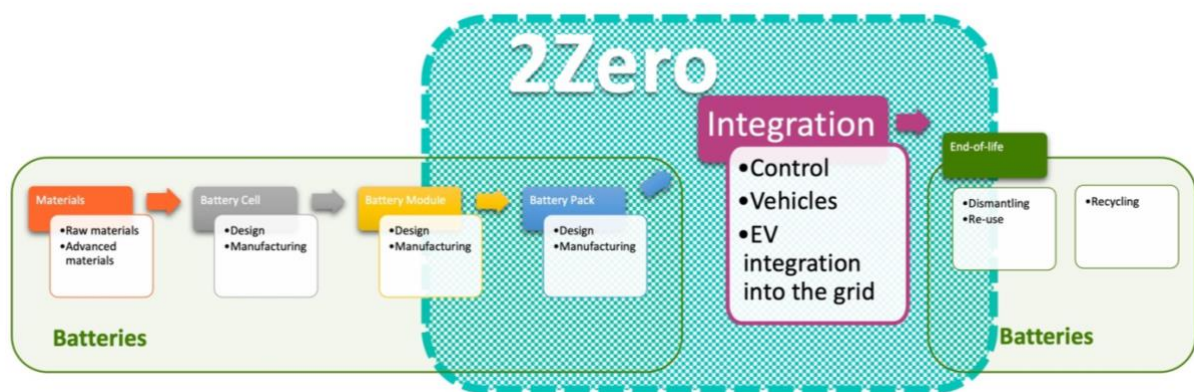 2Zero
Integration
•Control
•Vehicles
•EV
integration
into the grid
Materials
•Raw materials
•Advanced
materials
Battery Cell
•Design
•Manufacturing
Battery Module
•Design
•Manufacturing
Battery Pack
•Design
•Manufacturing
End-of-life
•Dismantling
•Re-use
•Recycling
Batteries
Batteries